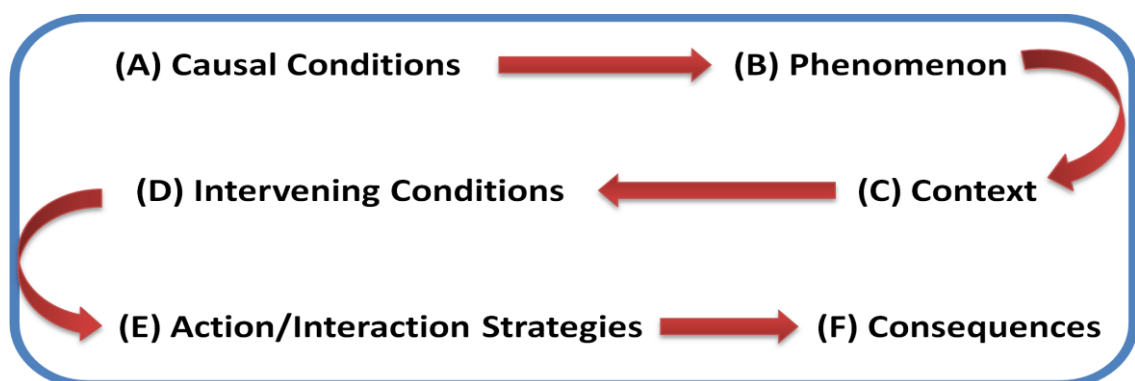 (A) Causal Conditions
(B) Phenomenon
(D) Intervening Conditions
(C) Context
(E) Action/Interaction Strategies
(F) Consequences